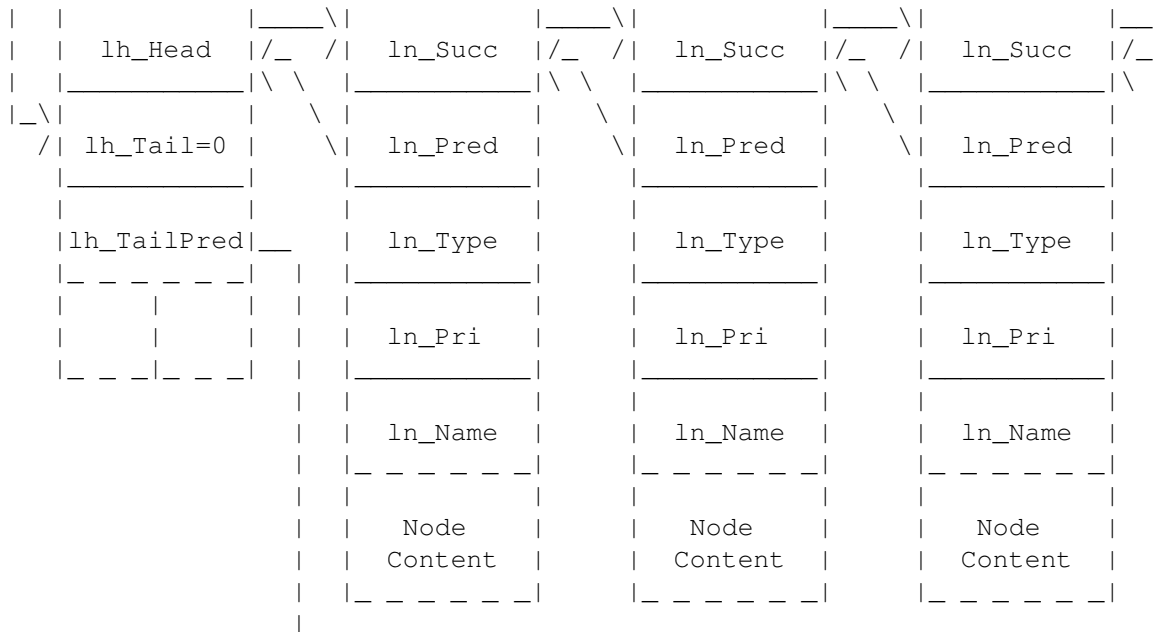 lh_Head ln_Succ ln_Succ ln_Succ
lh_Tail=0 ln_Pred ln_Pred ln_Pred
lh_TailPred ln_Type ln_Type ln_Type
ln_Pri ln_Pri ln_Pri
ln_Name ln_Name ln_Name
Node Node Node
Content Content Content